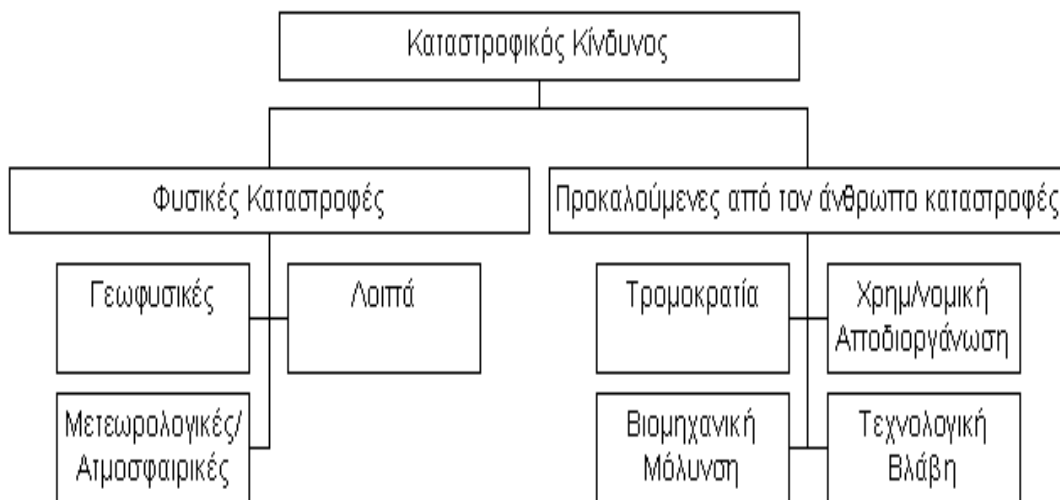 Καταστροφικός Κίνδυνος
Φυσικές Καταστροφές
Προκαλούμενες από τον άνθρωπο καταστροφές
Γεωφυσικές
Λοιπά
Τρομοκρατία
Χρημ/νομική
Αποδιοργάνωση
Μετεωρολογικές/
Ατμοσφαιρικές
Βιομηχανική
Μόλυνση
Τεχνολογική
Βλάβη